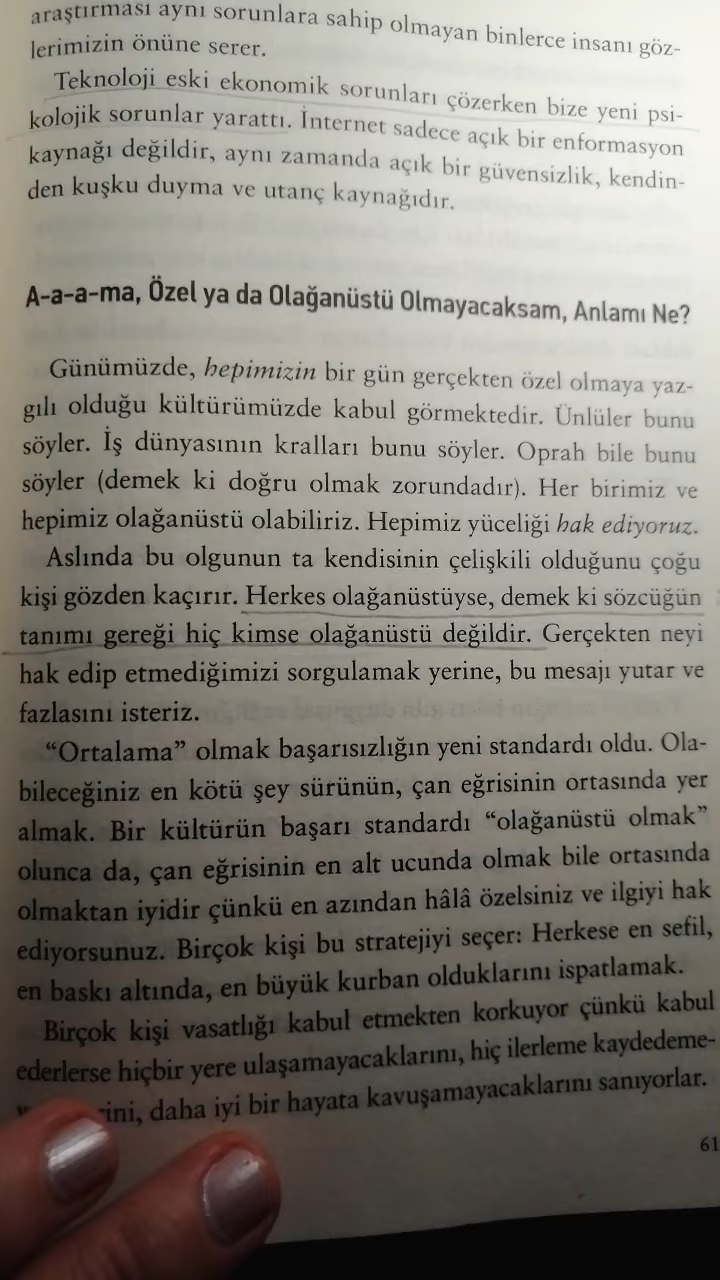 araştırması aynı sorunlara sahip olmayan binlerce insanı göz-
lerimizin önüne serer.
Teknoloji eski ekonomik sorunları çözerken bize yeni psi-
kolojik sorunlar yarattı. İnternet sadece açık bir enformasyon
kaynağı değildir, aynı zamanda açık bir güvensizlik, kendin-
den kuşku duyma ve utanç kaynağıdır.
A-a-a-ma, Özel ya da Olağanüstü Olmayacaksam, Anlamı Ne?
Günümüzde, hepimizin bir gün gerçekten özel olmaya yaz-
gılı olduğu kültürümüzde kabul görmektedir. Ünlüler bunu
söyler. İş dünyasının kralları bunu söyler. Oprah bile bunu
söyler (demek ki doğru olmak zorundadır). Her birimiz ve
hepimiz olağanüstü olabiliriz. Hepimiz yüceliği hak ediyoruz.
Aslında bu olgunun ta kendisinin çelişkili olduğunu çoğu
kişi gözden kaçırır. Herkes olağanüstüyse, demek ki sözcüğün
tanımı gereği hiç kimse olağanüstü değildir. Gerçekten neyi
hak edip etmediğimizi sorgulamak yerine, bu mesajı yutar ve
fazlasını isteriz.
"Ortalama" olmak başarısızlığın yeni standardı oldu. Ola-
bileceğiniz en kötü şey sürünün, çan eğrisinin ortasında yer
almak. Bir kültürün başarı standardı "olağanüstü olmak"
olunca da, çan eğrisinin en alt ucunda olmak bile ortasında
olmaktan iyidir çünkü en azından hâlâ özelsiniz ve ilgiyi hak
ediyorsunuz. Birçok kişi bu stratejiyi seçer: Herkese en sefil,
en baskı altında, en büyük kurban olduklarını ispatlamak.
Birçok kişi vasatlığı kabul etmekten korkuyor çünkü kabul
ederlerse hiçbir yere ulaşamayacaklarını, hiç ilerleme kaydedeme-
daha iyi bir hayata kavuşamayacaklarını sanıyorlar.
61